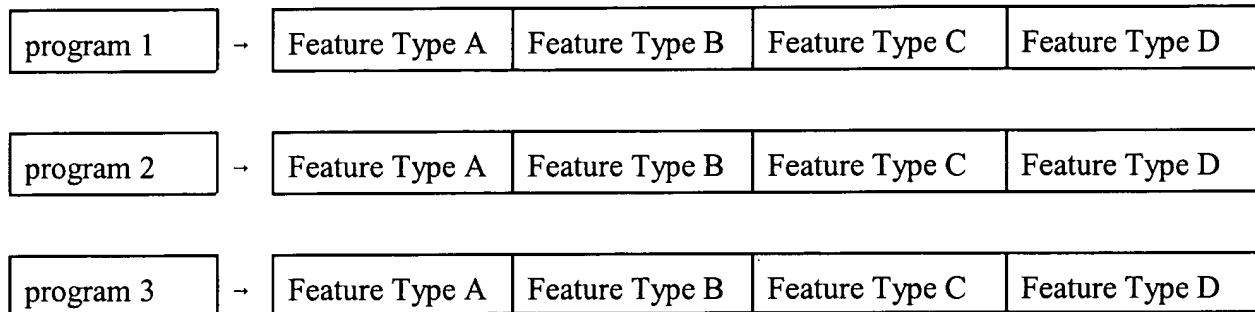 program 1 → Feature Type A Feature Type B Feature Type C Feature Type D
program 2 → Feature Type A Feature Type B Feature Type C Feature Type D
program 3 → Feature Type A Feature Type B Feature Type C Feature Type D